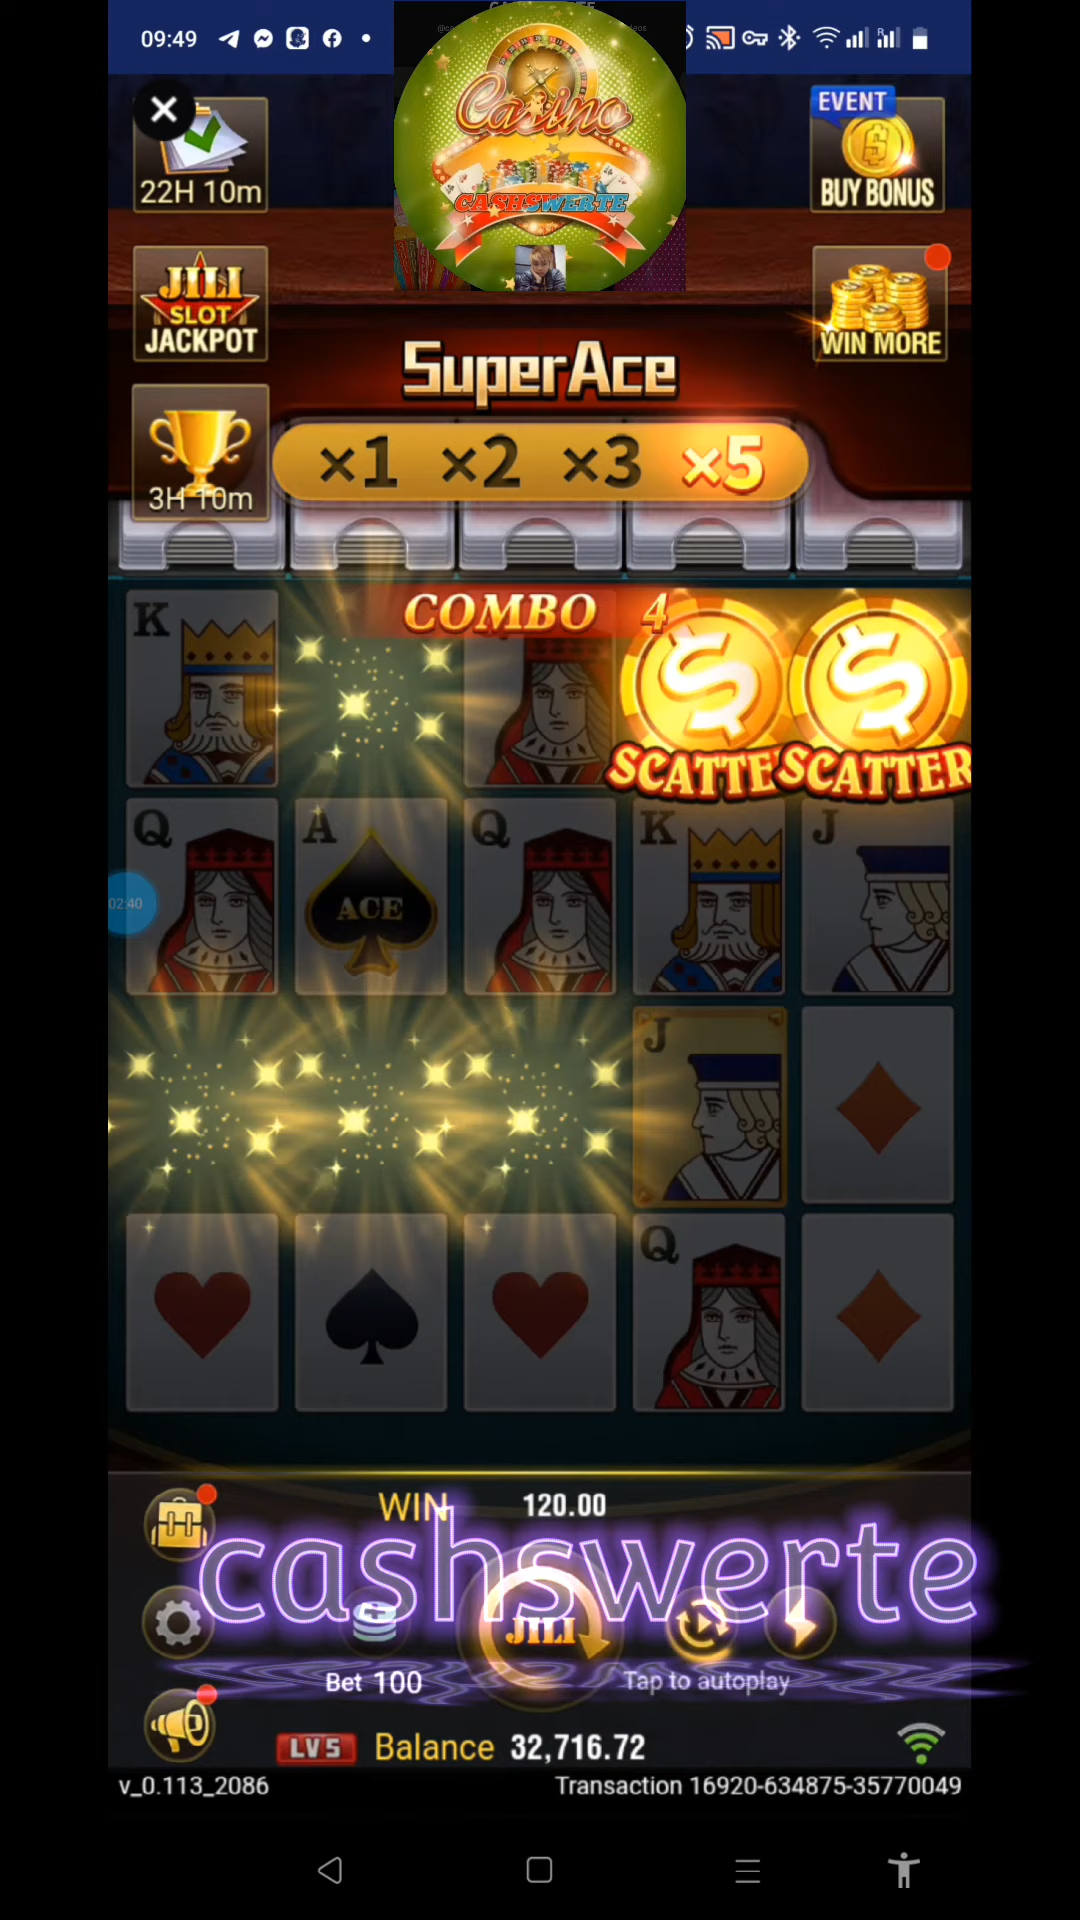 09:49
Casino
CASHSWERTE
22H 10m
EVENT
BUY BONUS
JILI
SLOT
JACKPOT
WIN MORE
SuperAce
3H 10m
×1 ×2 ×3 ×5
COMBO 4
K
SCATTE SCATTER
Q A Q K J
ACE
02:40
J
Q
WIN 120.00
cashswerte
JILI
Bet 100
Tap to autoplay
LV5 Balance 32,716.72
v_0.113_2086
Transaction 16920-634875-35770049